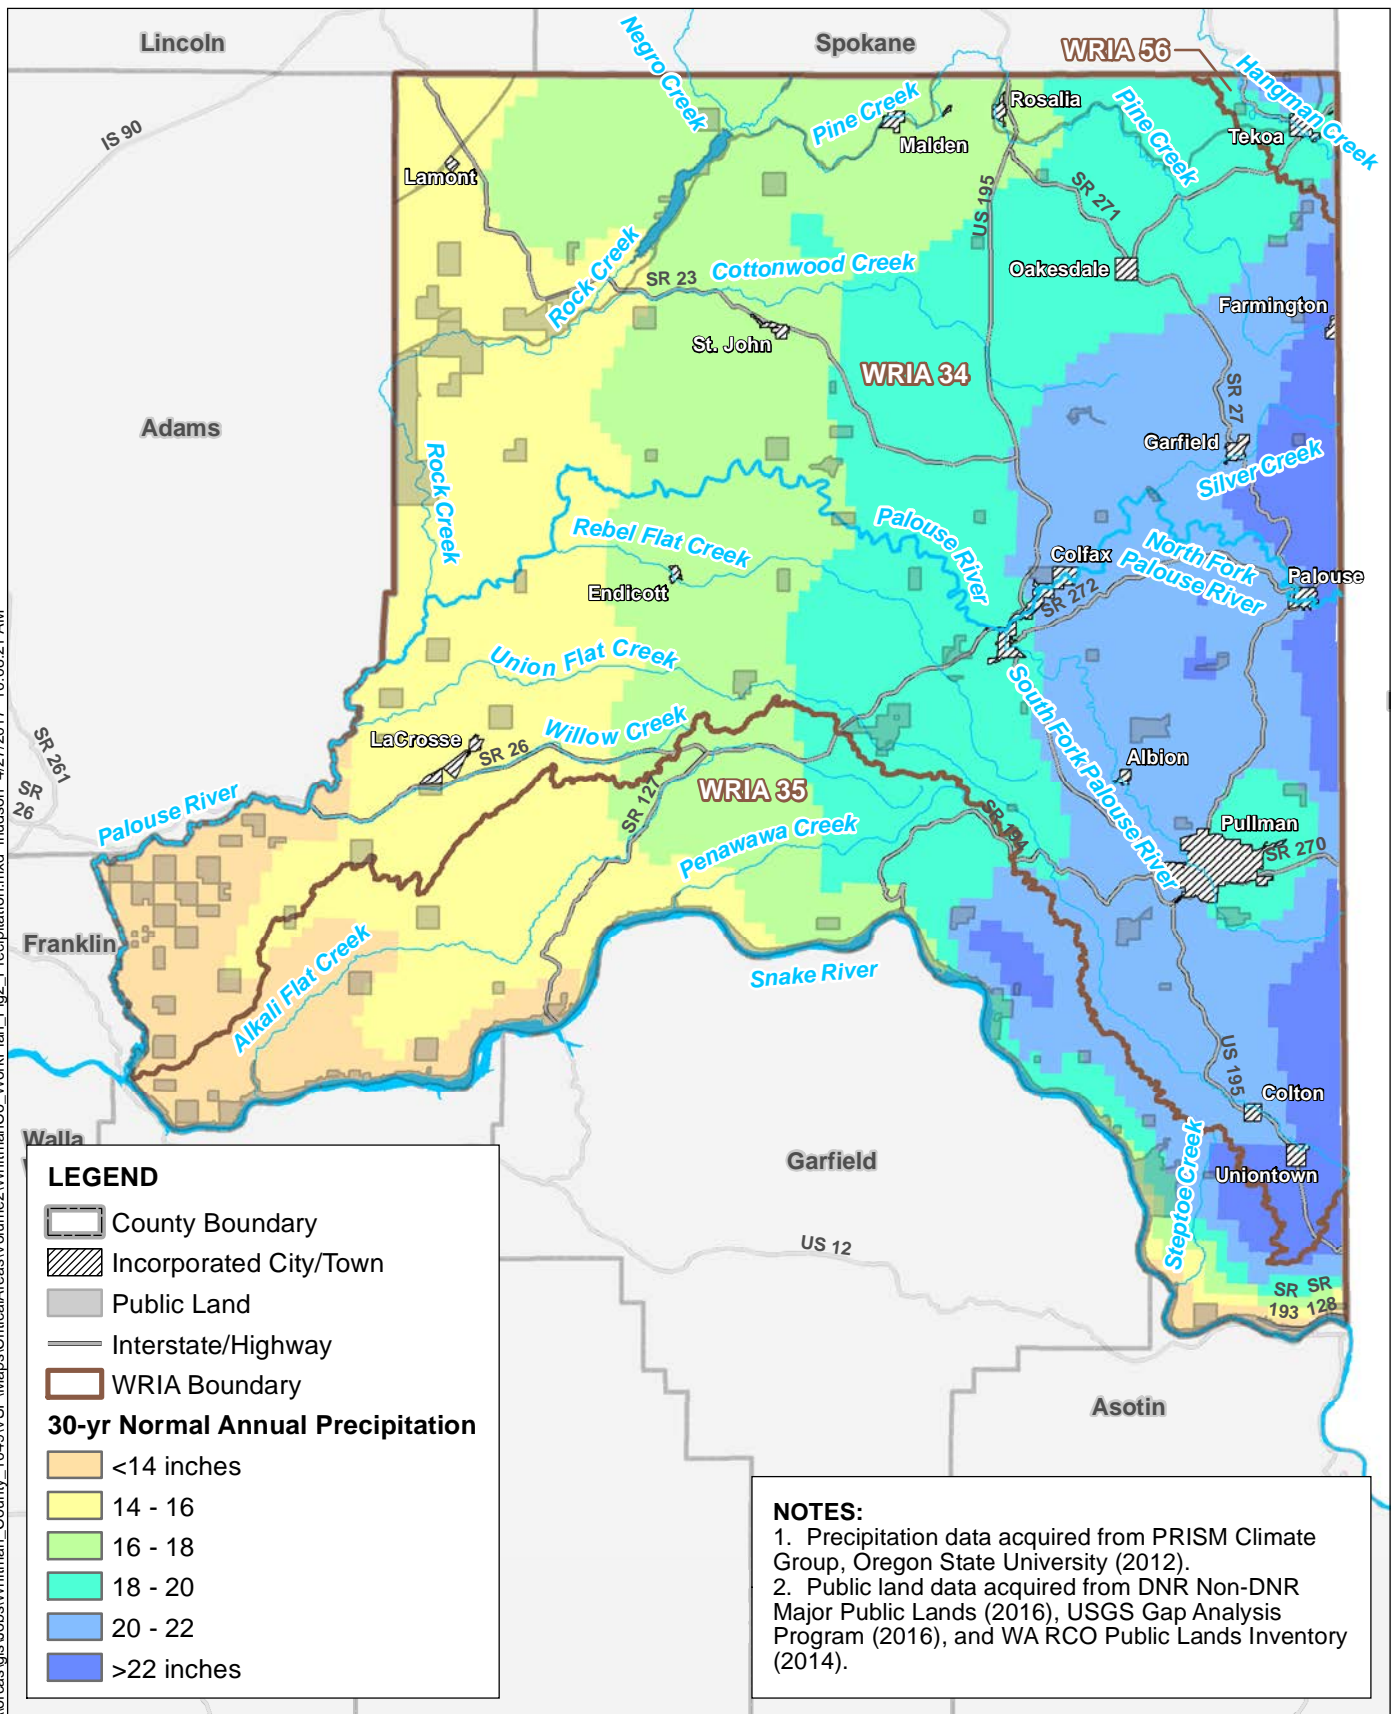 Lincoln
Spokane
WRIA 56
Negro Creek
Hangman Creek
IS 90
Pine Creek
Rosalia
Pine Creek
Malden
Tekoa
Lamont
US 195
SR 271
Rock Creek
Cottonwood Creek
Oakesdale
SR 23
Farmington
St. John
WRIA 34
SR 27
Adams
Garfield
Rock Creek
Silver Creek
Palouse River
Rebel Flat Creek
North Fork
Palouse River
Colfax
Palouse
Endicott
SR 272
Union Flat Creek
South Fork Palouse River
Willow Creek
LaCrosse
SR 26
SR 261
SR
26
Albion
WRIA 35
SR 127
Palouse River
SR 194
Pullman
Penawawa Creek
SR 270
Franklin
Alkali Flat Creek
Snake River
US 195
Colton
Walla
Garfield
Steptoe Creek
Uniontown
US 12
SR
193
SR
128
Asotin
LEGEND
County Boundary
Incorporated City/Town
Public Land
Interstate/Highway
WRIA Boundary
30-yr Normal Annual Precipitation
<14 inches
14 - 16
16 - 18
18 - 20
20 - 22
>22 inches
NOTES:
1. Precipitation data acquired from PRISM Climate
Group, Oregon State University (2012).
2. Public land data acquired from DNR Non-DNR
Major Public Lands (2016), USGS Gap Analysis
Program (2016), and WA RCO Public Lands Inventory
(2014).